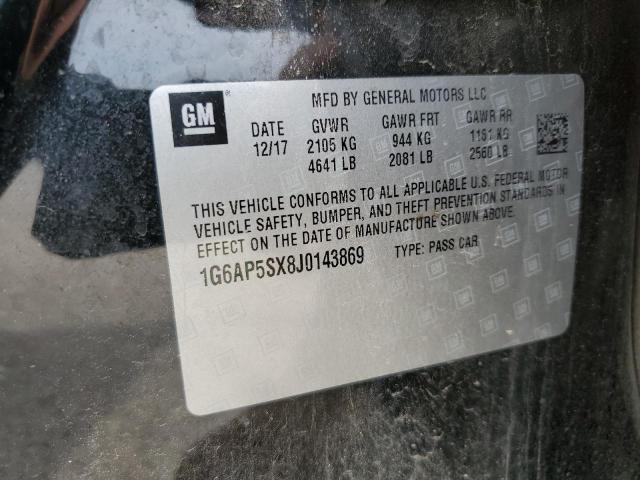 GM
MFD BY GENERAL MOTORS LLC
DATE GVWR GAWR FRT GAWR RR
12/17 2105 KG 944 KG 1161 KG
4641 LB 2081 LB 2560 LB
THIS VEHICLE CONFORMS TO ALL APPLICABLE U.S. FEDERAL MOTOR
VEHICLE SAFETY, BUMPER, AND THEFT PREVENTION STANDARDS IN
EFFECT ON THE DATE OF MANUFACTURE SHOWN ABOVE.
1G6AP5SX8J0143869 TYPE: PASS CAR